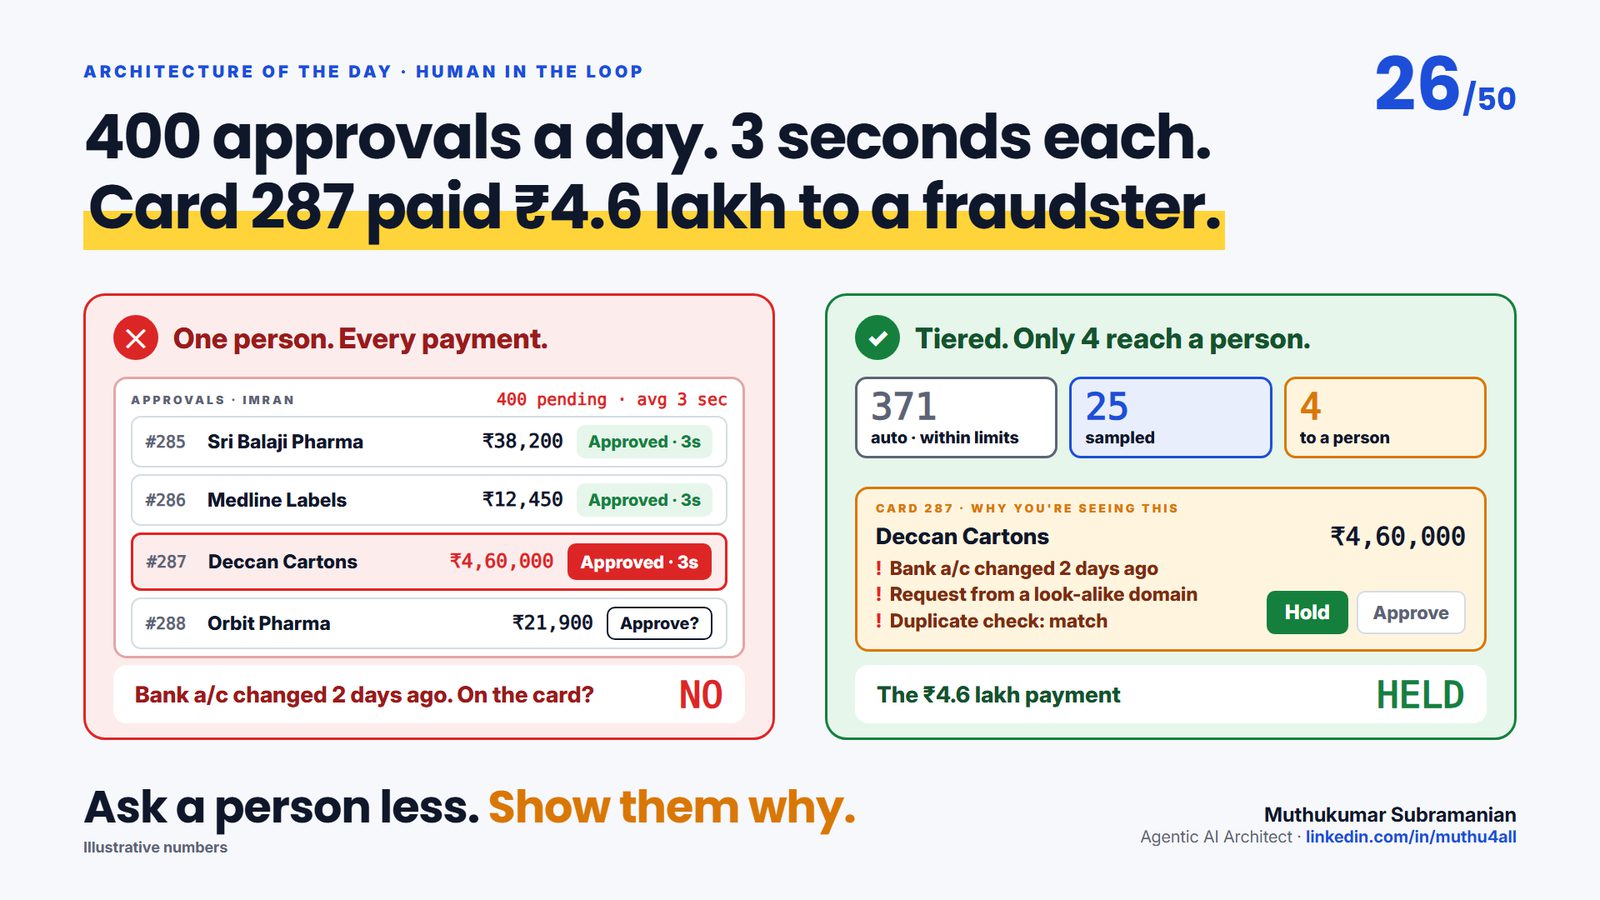 ARCHITECTURE OF THE DAY · HUMAN IN THE LOOP
26/50
400 approvals a day. 3 seconds each.
Card 287 paid ₹4.6 lakh to a fraudster.
One person. Every payment.
APPROVALS · IMRAN 400 pending · avg 3 sec
#285 Sri Balaji Pharma ₹38,200 Approved · 3s
#286 Medline Labels ₹12,450 Approved · 3s
#287 Deccan Cartons ₹4,60,000 Approved · 3s
#288 Orbit Pharma ₹21,900 Approve?
Bank a/c changed 2 days ago. On the card? NO
Tiered. Only 4 reach a person.
371 25 4
auto · within limits sampled to a person
CARD 287 · WHY YOU'RE SEEING THIS
Deccan Cartons ₹4,60,000
! Bank a/c changed 2 days ago
! Request from a look-alike domain
! Duplicate check: match
Hold Approve
The ₹4.6 lakh payment HELD
Ask a person less. Show them why.
Illustrative numbers
Muthukumar Subramanian
Agentic AI Architect · linkedin.com/in/muthu4all